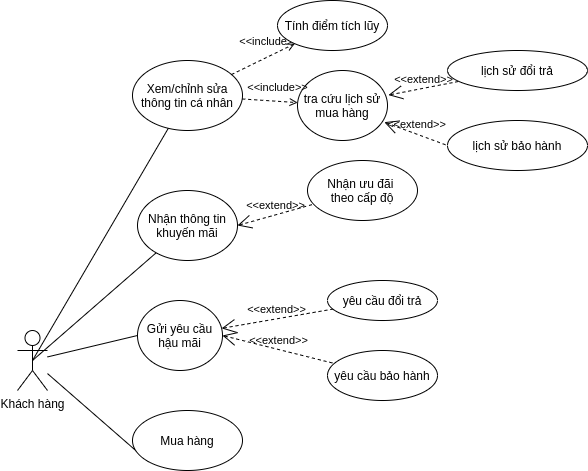 Tính điểm tích lũy
<<include>>
Xem/chỉnh sửa
thông tin cá nhân
<<include>>
tra cứu lịch sử
mua hàng
<<extend>>
lịch sử đổi trả
<<extend>>
lịch sử bảo hành
Nhận thông tin
khuyến mãi
<<extend>>
Nhận ưu đãi
theo cấp độ
Gửi yêu cầu
hậu mãi
<<extend>>
yêu cầu đổi trả
<<extend>>
yêu cầu bảo hành
Khách hàng
Mua hàng